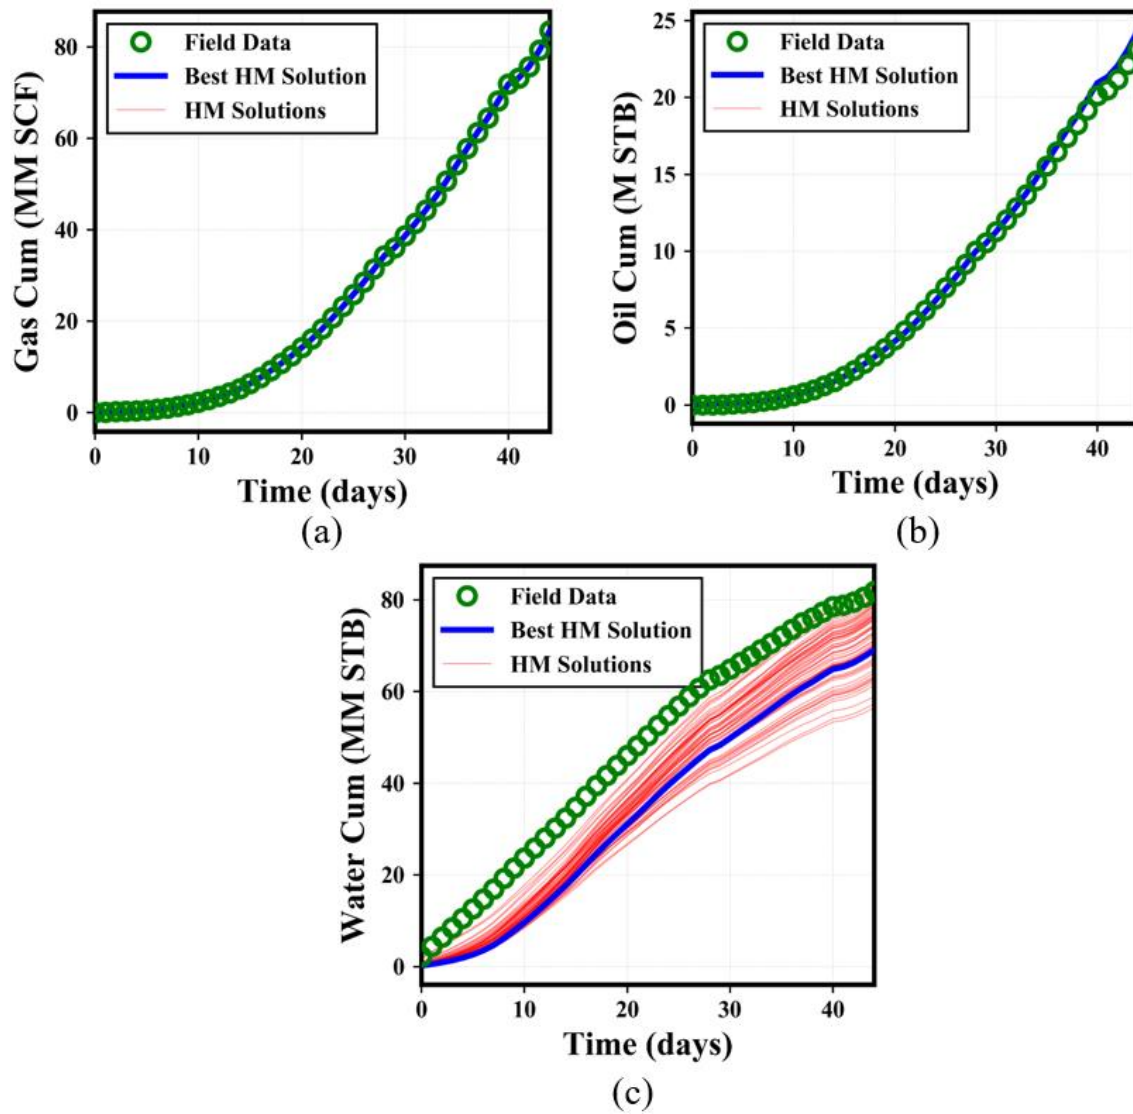 Gas Cum (MM SCF)
80
60
40
20
0
Field Data
Best HM Solution
HM Solutions
0 10 20 30 40
Time (days)
(a)
Oil Cum (M STB)
25
20
15
10
5
0
Field Data
Best HM Solution
HM Solutions
0 10 20 30 40
Time (days)
(b)
Water Cum (MM STB)
80
60
40
20
0
Field Data
Best HM Solution
HM Solutions
0 10 20 30 40
Time (days)
(c)